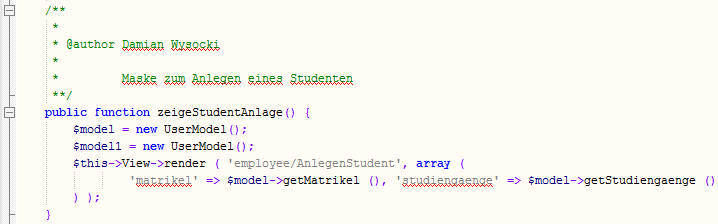 /**
*
* @author Damian Wysocki
*
* Maske zum Anlegen eines Studenten
**/
public function zeigeStudentAnlage() {
$model = new UserModel();
$model1 = new UserModel();
$this->View->render ( 'employee/AnlegenStudent', array (
'matrikel' => $model->getMatrikel (), 'studiengaenge' => $model->getStudiengaenge ()
) );
}